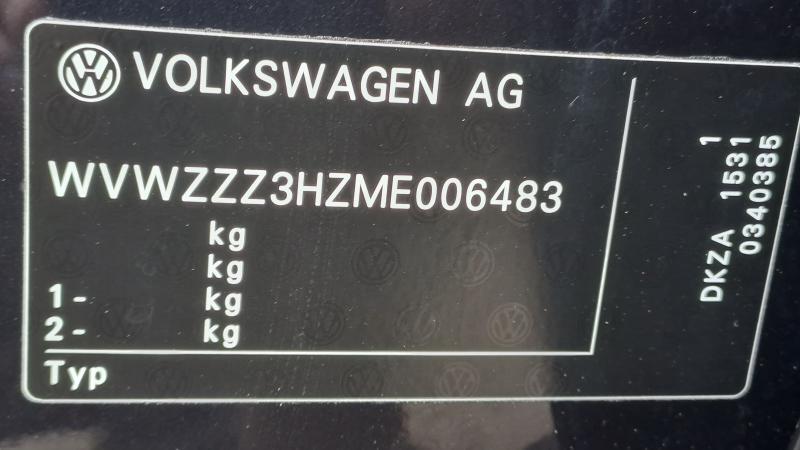 VOLKSWAGEN AG
WVWZZZ3HZME006483
kg
kg
1- kg
2- kg
Typ
1
DKZA 1531
0340385